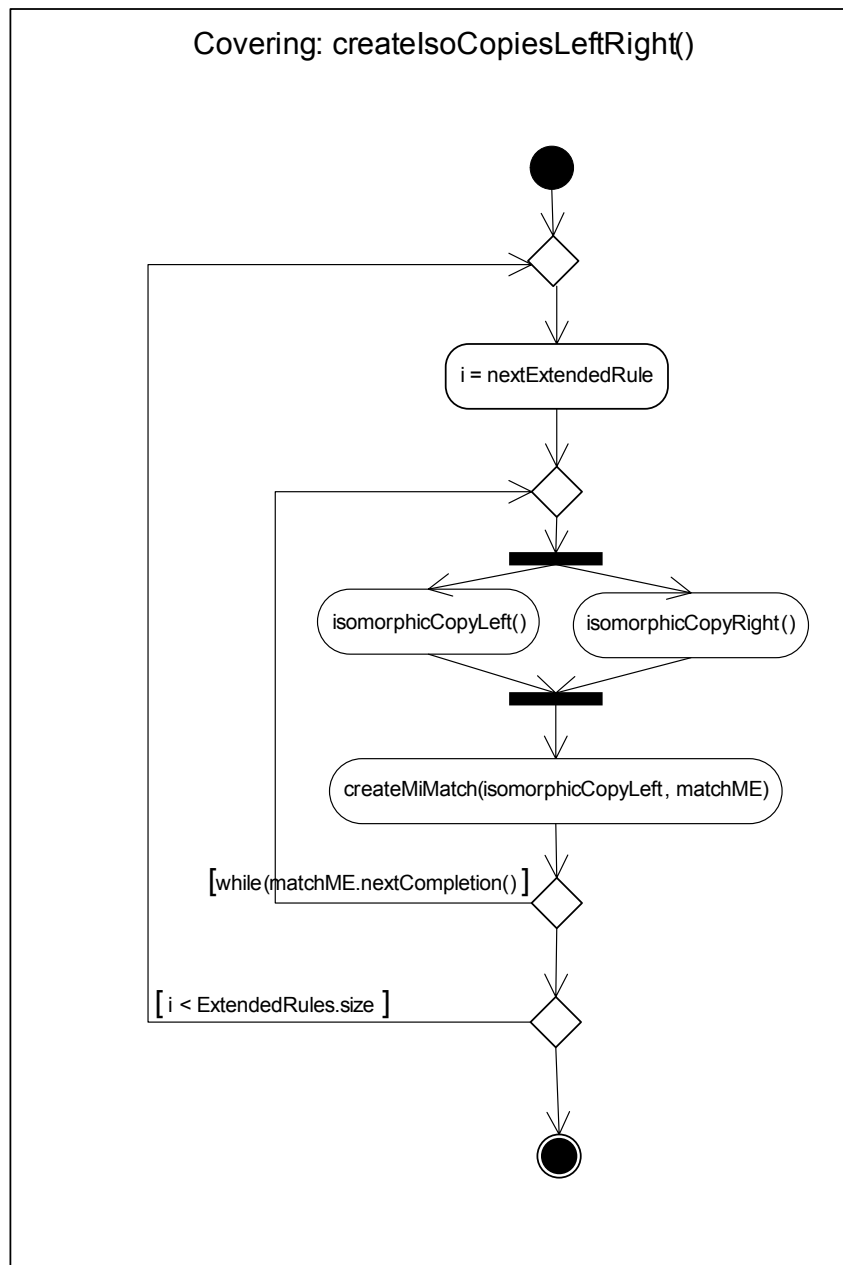 Covering: createIsoCopiesLeftRight()
i = nextExtendedRule
isomorphicCopyLeft()
isomorphicCopyRight()
createMiMatch(isomorphicCopyLeft, matchME)
[while(matchME.nextCompletion() ]
[ i < ExtendedRules.size ]